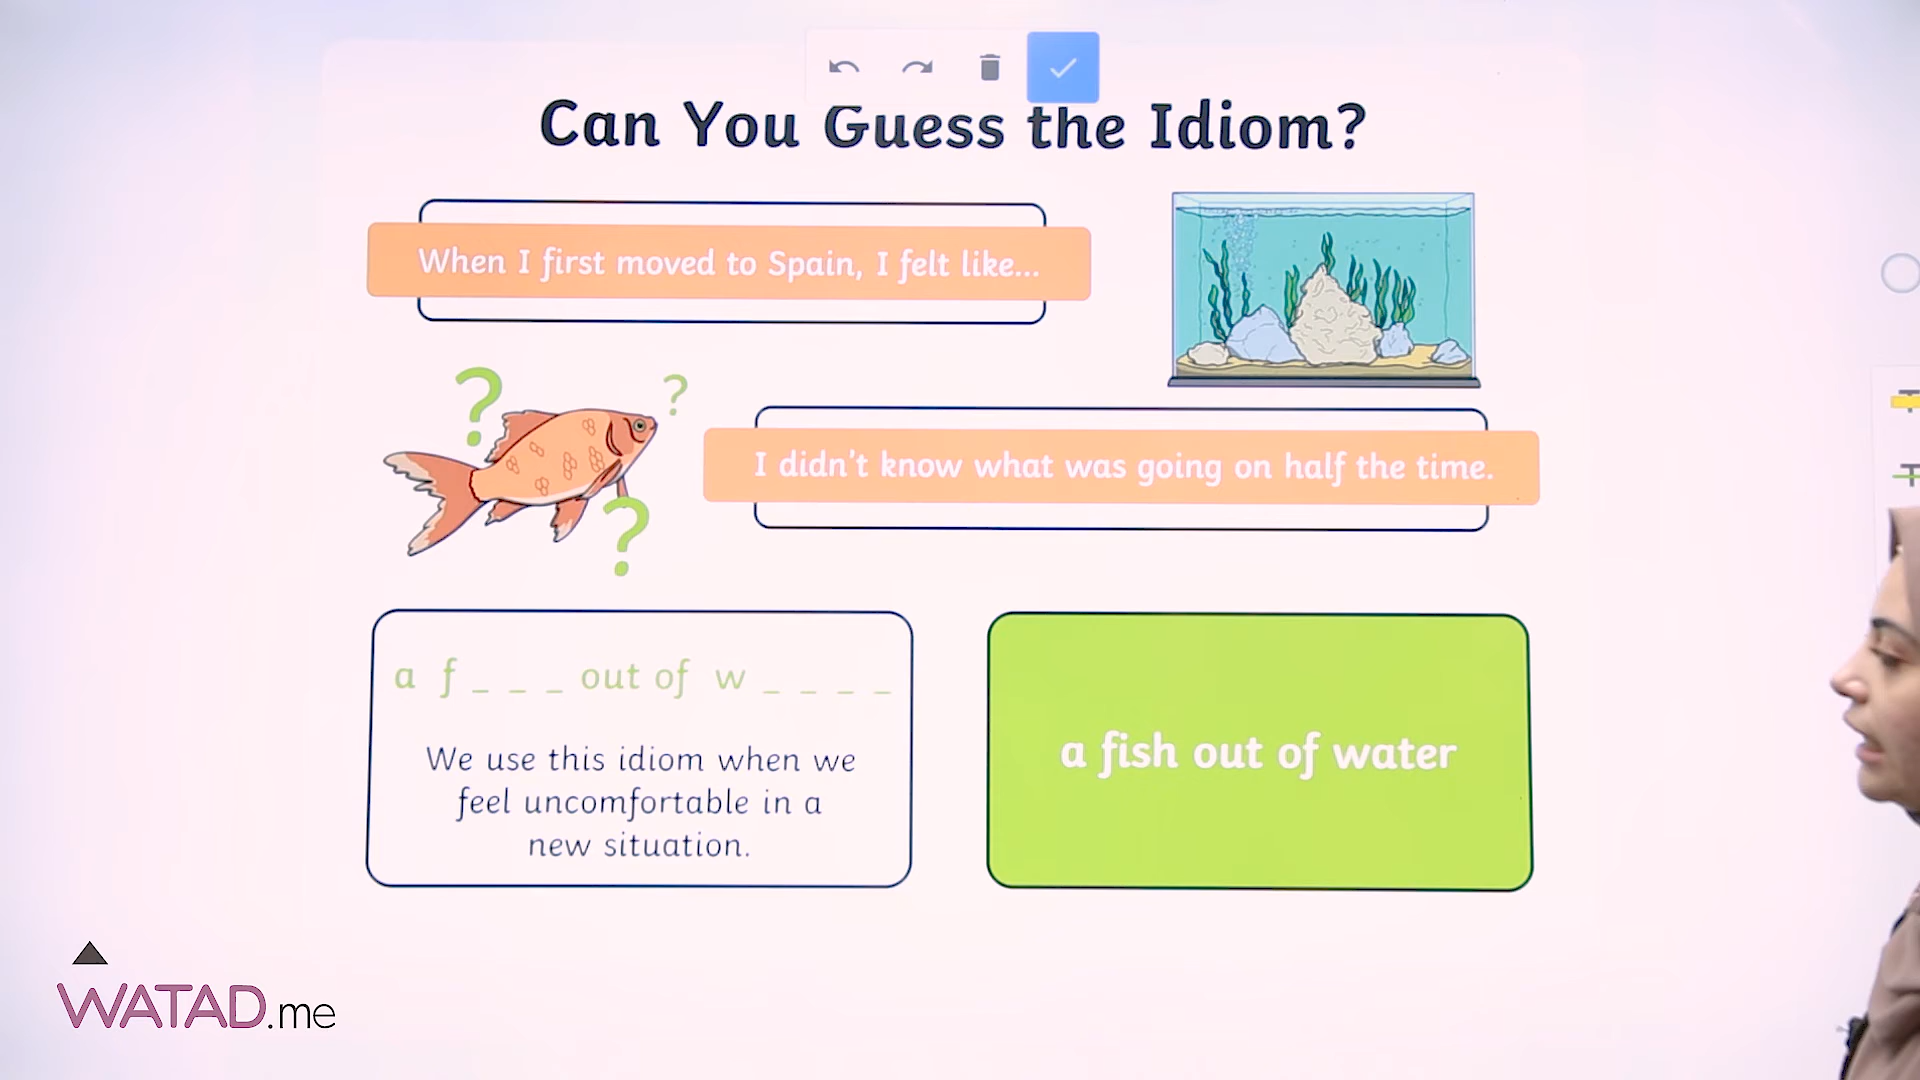 Can You Guess the Idiom?
When I first moved to Spain, I felt like...
?
?
?
I didn't know what was going on half the time.
a f _ _ _ out of w _ _ _ _
We use this idiom when we
feel uncomfortable in a
new situation.
a fish out of water
WATAD.me